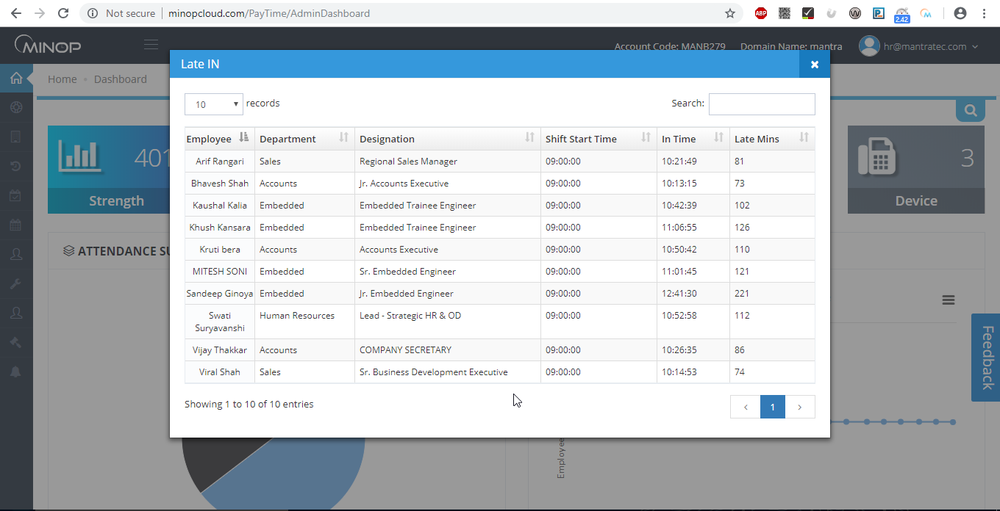 Not secure | minopcloud.com/PayTime/AdminDashboard
ABP
W
P
2.42
MINOP
Account Code: MANB279 Domain Name: mantra hr@mantratec.com
Late IN
Home Dashboard
10 records Search:
Employee Department Designation Shift Start Time In Time Late Mins
Arif Rangari Sales Regional Sales Manager 09:00:00 10:21:49 81
Bhavesh Shah Accounts Jr. Accounts Executive 09:00:00 10:13:15 73
Kaushal Kalia Embedded Embedded Trainee Engineer 09:00:00 10:42:39 102
Khush Kansara Embedded Embedded Trainee Engineer 09:00:00 11:06:55 126
Kruti bera Accounts Accounts Executive 09:00:00 10:50:42 110
MITESH SONI Embedded Sr. Embedded Engineer 09:00:00 11:01:45 121
Sandeep Ginoya Embedded Jr. Embedded Engineer 09:00:00 12:41:30 221
Swati Human Resources Lead - Strategic HR & OD 09:00:00 10:52:58 112
Suryavanshi
Vijay Thakkar Accounts COMPANY SECRETARY 09:00:00 10:26:35 86
Viral Shah Sales Sr. Business Development Executive 09:00:00 10:14:53 74
Showing 1 to 10 of 10 entries
‹ 1 ›
401
Strength
3
Device
ATTENDANCE SU
Feedback
Employee